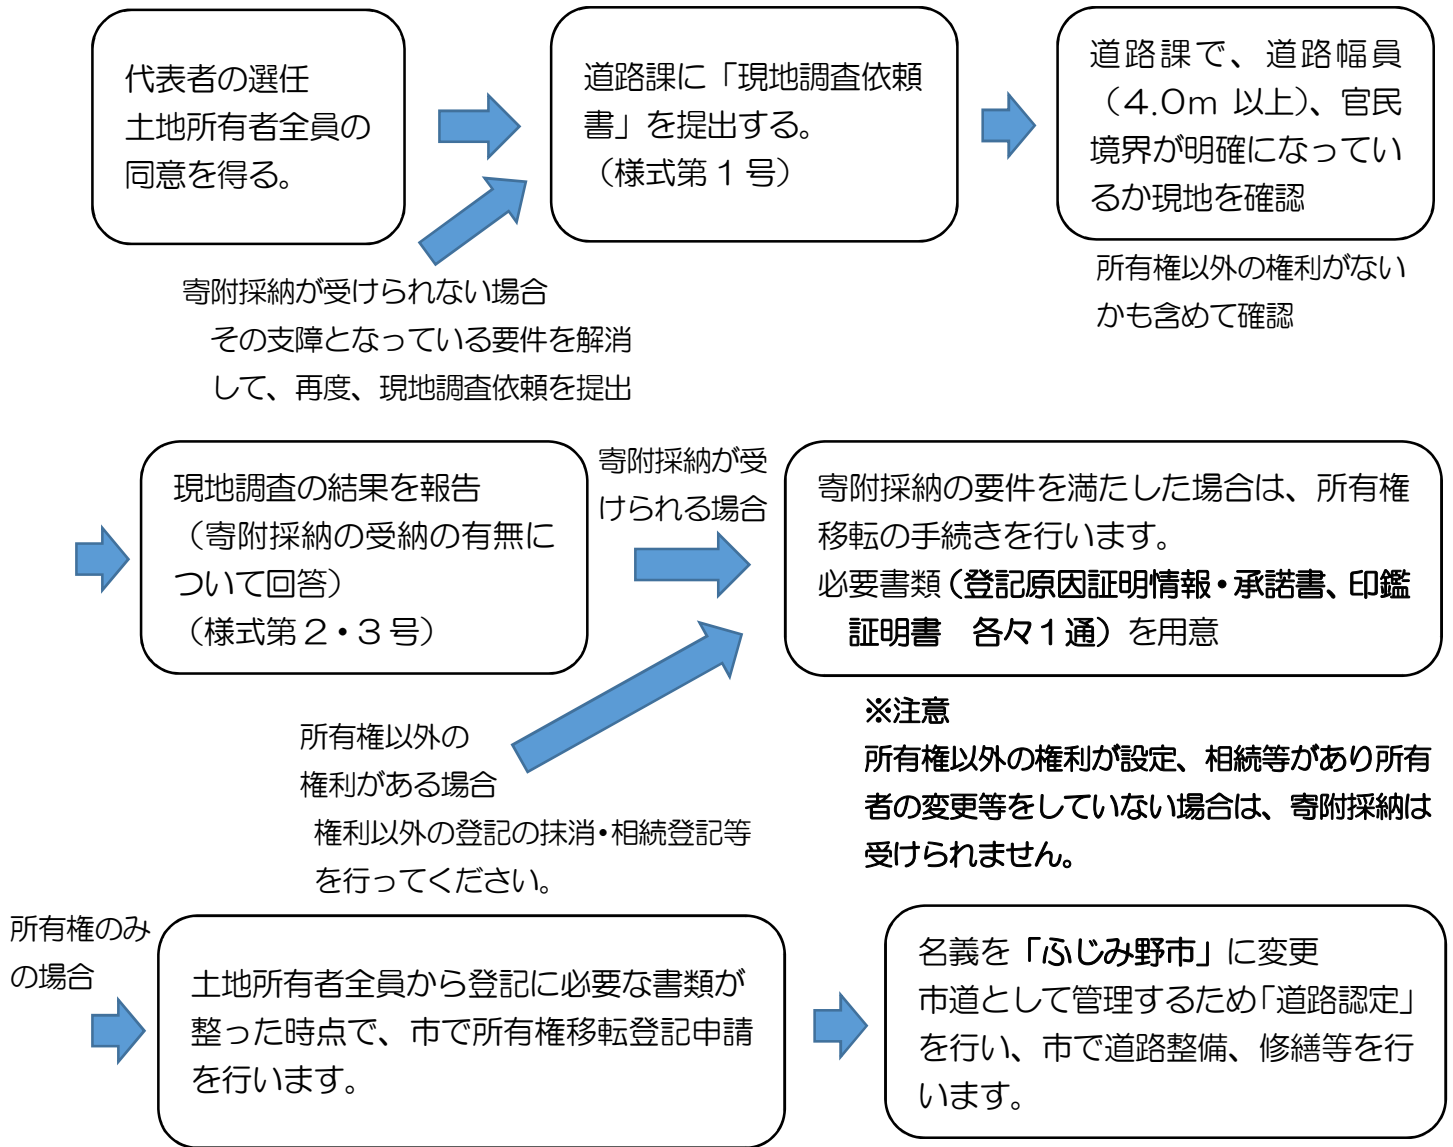 代表者の選任
土地所有者全員の
同意を得る。
道路課に「現地調査依頼
書」を提出する。
（様式第１号）
道路課で、道路幅員
（4.0ｍ 以上）、官民
境界が明確になってい
るか現地を確認
所有権以外の権利がない
かも含めて確認
寄附採納が受けられない場合
その支障となっている要件を解消
して、再度、現地調査依頼を提出
現地調査の結果を報告
（寄附採納の受納の有無に
ついて回答）
（様式第２・３号）
寄附採納が受
けられる場合
寄附採納の要件を満たした場合は、所有権
移転の手続きを行います。
必要書類（登記原因証明情報・承諾書、印鑑
証明書　各々１通）を用意
※注意
所有権以外の権利が設定、相続等があり所有
者の変更等をしていない場合は、寄附採納は
受けられません。
所有権以外の
権利がある場合
権利以外の登記の抹消・相続登記等
を行ってください。
所有権のみ
の場合
土地所有者全員から登記に必要な書類が
整った時点で、市で所有権移転登記申請
を行います。
名義を「ふじみ野市」に変更
市道として管理するため「道路認定」
を行い、市で道路整備、修繕等を行
います。